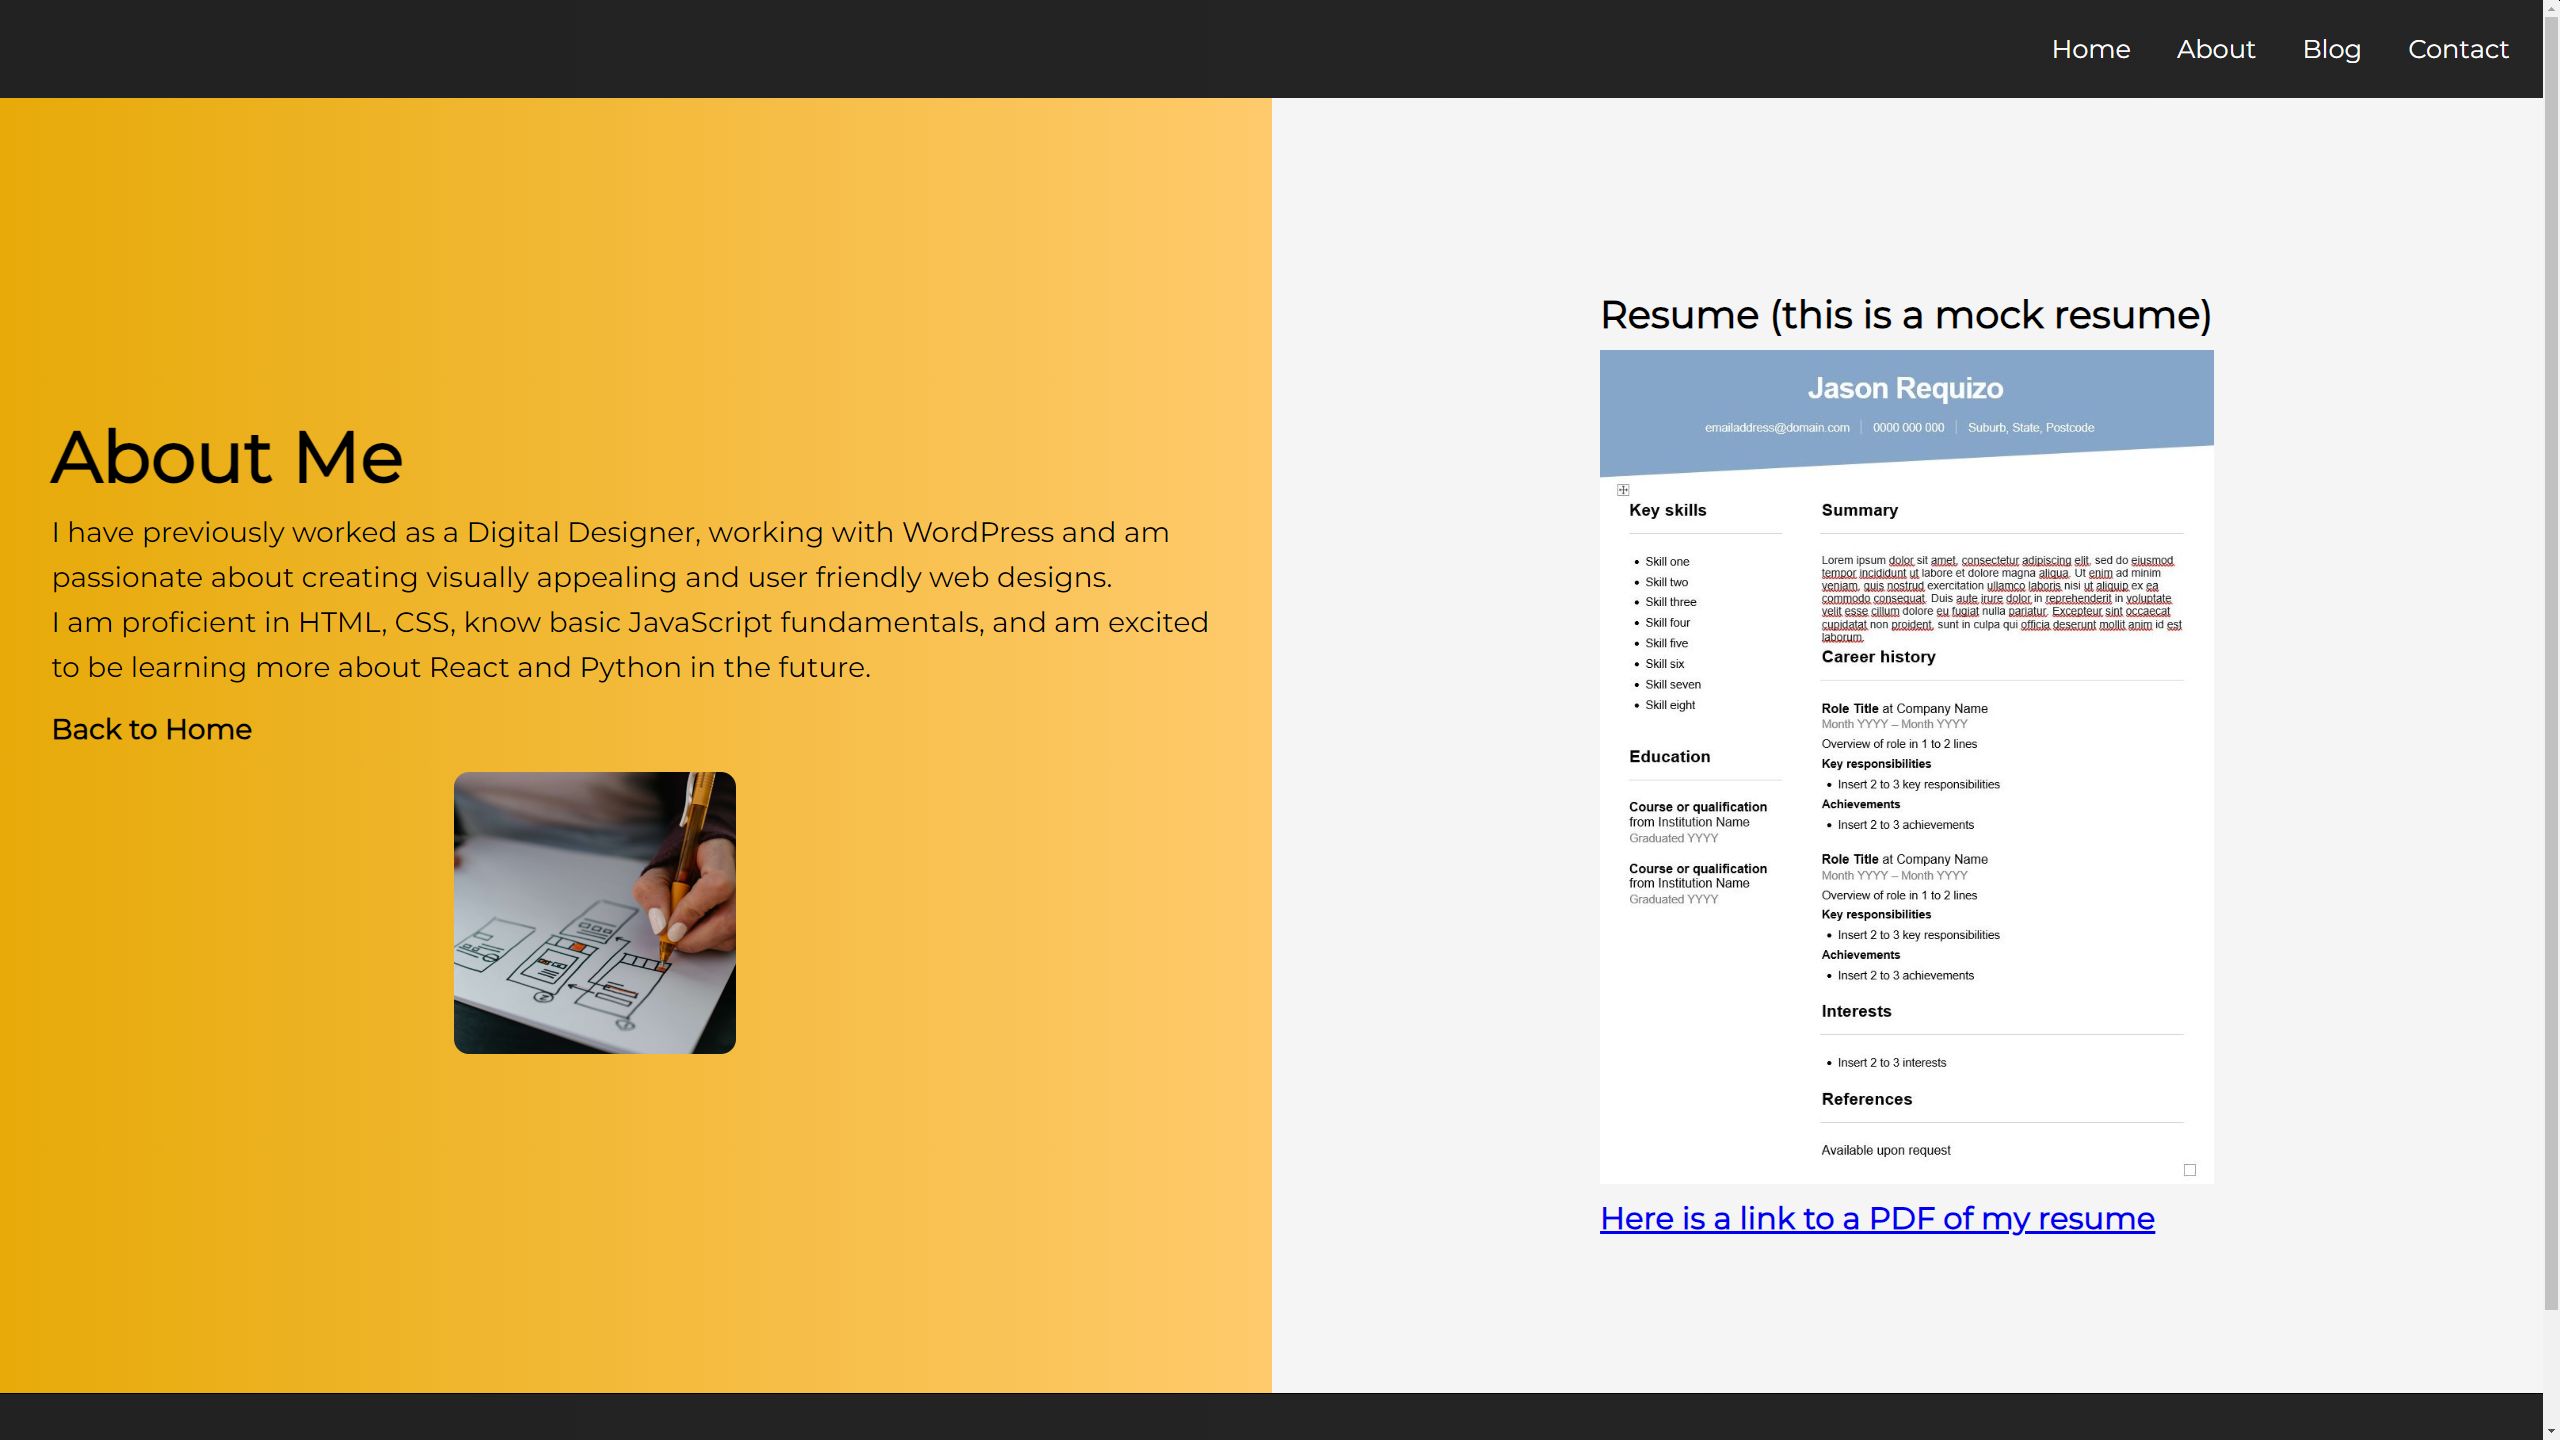 Home About Blog Contact
About Me
I have previously worked as a Digital Designer, working with WordPress and am
passionate about creating visually appealing and user friendly web designs.
I am proficient in HTML, CSS, know basic JavaScript fundamentals, and am excited
to be learning more about React and Python in the future.
Back to Home
Resume (this is a mock resume)
Jason Requizo
emailaddress@domain.com | 0000 000 000 | Suburb, State, Postcode
Key skills
• Skill one
• Skill two
• Skill three
• Skill four
• Skill five
• Skill six
• Skill seven
• Skill eight
Education
Course or qualification
from Institution Name
Graduated YYYY
Course or qualification
from Institution Name
Graduated YYYY
Summary
Lorem ipsum dolor sit amet, consectetur adipiscing elit, sed do eiusmod
tempor incididunt ut labore et dolore magna aliqua. Ut enim ad minim
veniam, quis nostrud exercitation ullamco laboris nisi ut aliquip ex ea
commodo consequat. Duis aute irure dolor in reprehenderit in voluptate
velit esse cillum dolore eu fugiat nulla pariatur. Excepteur sint occaecat
cupidatat non proident, sunt in culpa qui officia deserunt mollit anim id est
laborum.
Career history
Role Title at Company Name
Month YYYY – Month YYYY
Overview of role in 1 to 2 lines
Key responsibilities
• Insert 2 to 3 key responsibilities
Achievements
• Insert 2 to 3 achievements
Role Title at Company Name
Month YYYY – Month YYYY
Overview of role in 1 to 2 lines
Key responsibilities
• Insert 2 to 3 key responsibilities
Achievements
• Insert 2 to 3 achievements
Interests
• Insert 2 to 3 interests
References
Available upon request
Here is a link to a PDF of my resume